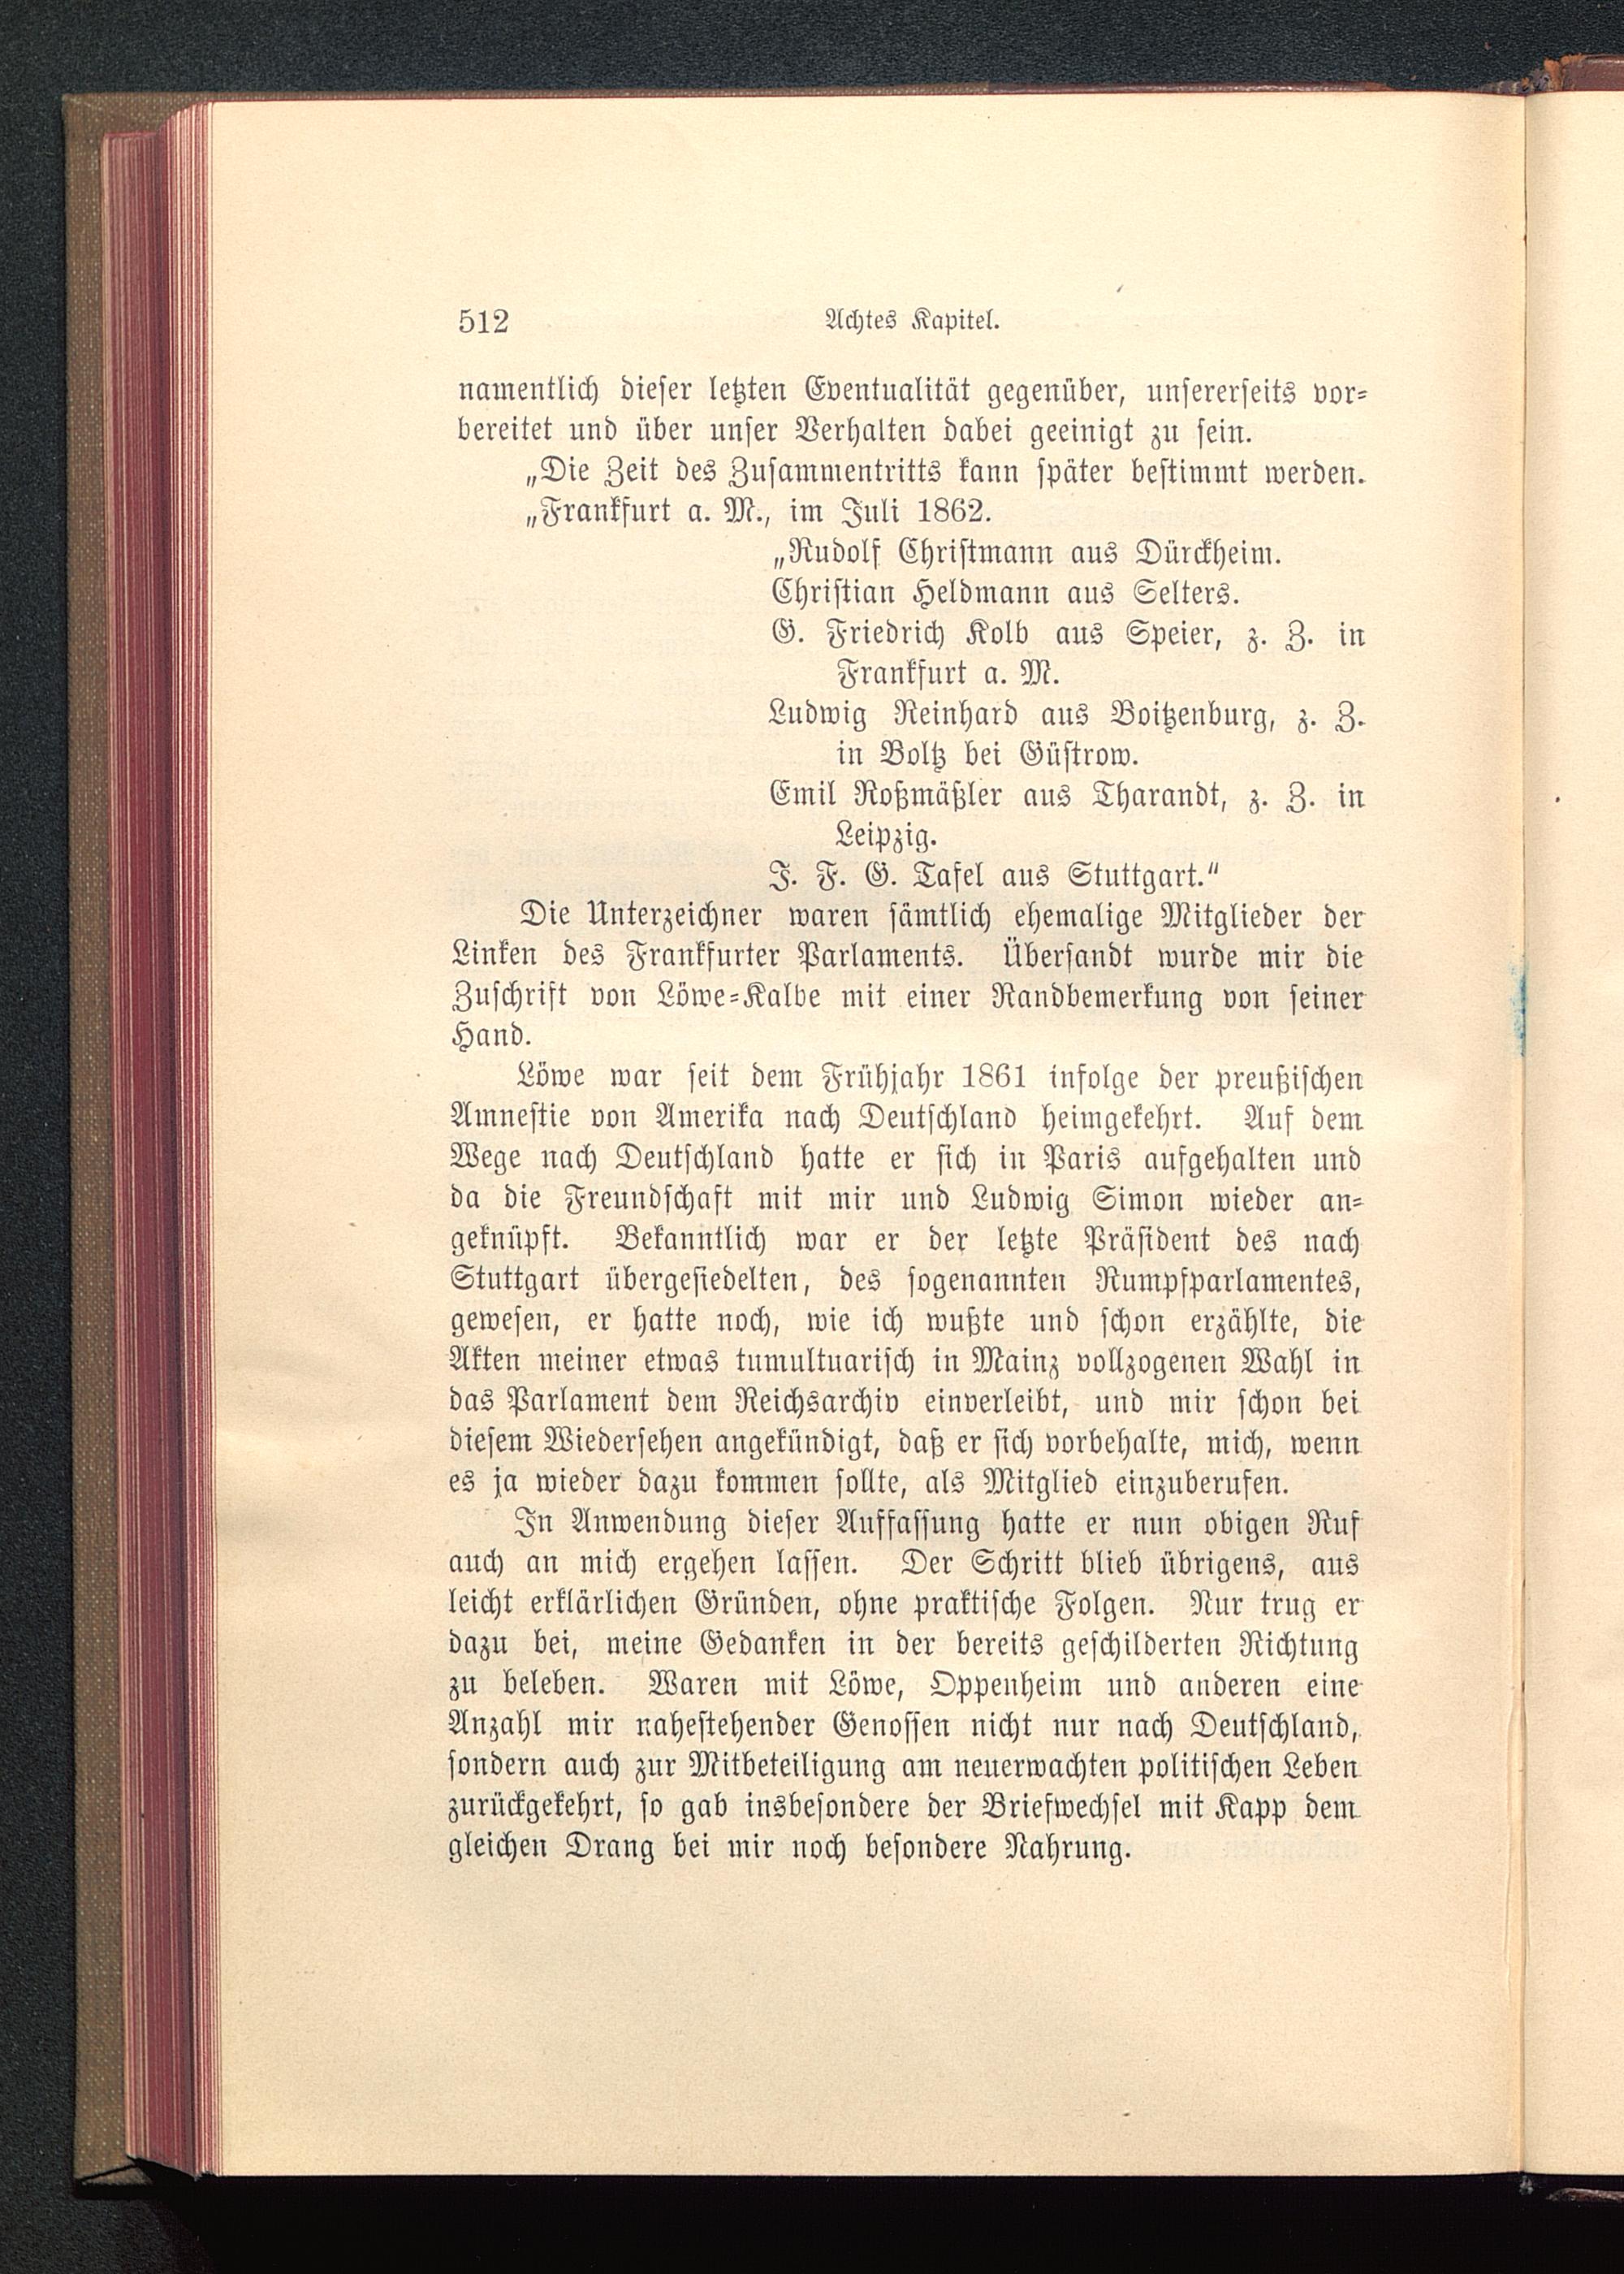 512
Achtes Kapitel.
namentlich dieser letzten Eventualität gegenüber, unsererseits vor-
bereitet und über unser Verhalten dabei geeinigt zu sein.
„Die Zeit des Zusammentritts kann später bestimmt werden.
„Frankfurt a. M., im Juli 1862.
„Rudolf Christmann aus Dürckheim.
Christian Heldmann aus Selters.
G. Friedrich Kolb aus Speier, z. Z. in
Frankfurt a. M.
Ludwig Reinhard aus Boitzenburg, z. Z.
in Boltz bei Güstrow.
Emil Roßmäßler aus Tharandt, z. Z. in
Leipzig.
J. F. G. Tafel aus Stuttgart.“
Die Unterzeichner waren sämtlich ehemalige Mitglieder der
Linken des Frankfurter Parlaments. Übersandt wurde mir die
Zuschrift von Löwe-Kalbe mit einer Randbemerkung von seiner
Hand.
Löwe war seit dem Frühjahr 1861 infolge der preußischen
Amnestie von Amerika nach Deutschland heimgekehrt. Auf dem
Wege nach Deutschland hatte er sich in Paris aufgehalten und
da die Freundschaft mit mir und Ludwig Simon wieder an-
geknüpft. Bekanntlich war er der letzte Präsident des nach
Stuttgart übergesiedelten, des sogenannten Rumpfparlamentes,
gewesen, er hatte noch, wie ich wußte und schon erzählte, die
Akten meiner etwas tumultuarisch in Mainz vollzogenen Wahl in
das Parlament dem Reichsarchiv einverleibt, und mir schon bei
diesem Wiedersehen angekündigt, daß er sich vorbehalte, mich, wenn
es ja wieder dazu kommen sollte, als Mitglied einzuberufen.
In Anwendung dieser Auffassung hatte er nun obigen Ruf
auch an mich ergehen lassen. Der Schritt blieb übrigens, aus
leicht erklärlichen Gründen, ohne praktische Folgen. Nur trug er
dazu bei, meine Gedanken in der bereits geschilderten Richtung
zu beleben. Waren mit Löwe, Oppenheim und anderen eine
Anzahl mir nahestehender Genossen nicht nur nach Deutschland,
sondern auch zur Mitbeteiligung am neuerwachten politischen Leben
zurückgekehrt, so gab insbesondere der Briefwechsel mit Kapp dem
gleichen Drang bei mir noch besondere Nahrung.